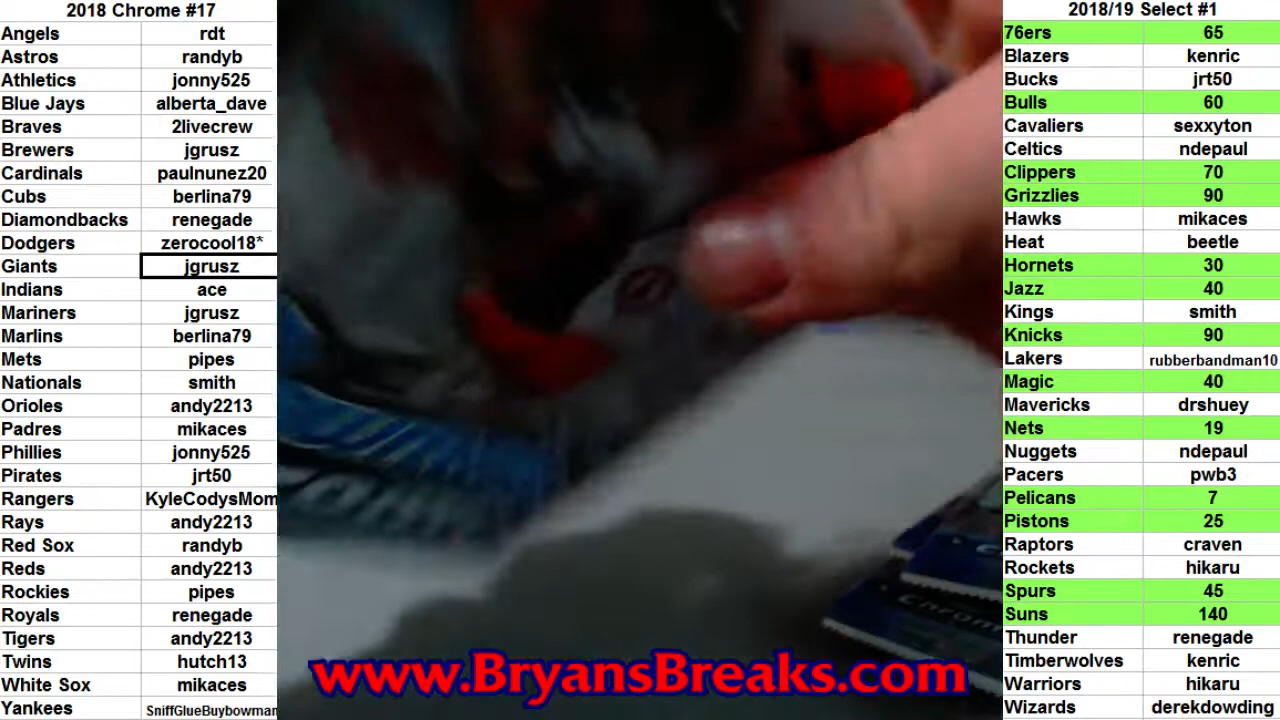 2018 Chrome #17
Angels rdt
Astros randyb
Athletics jonny525
Blue Jays alberta_dave
Braves 2livecrew
Brewers jgrusz
Cardinals paulnunez20
Cubs berlina79
Diamondbacks renegade
Dodgers zerocool18*
Giants jgrusz
Indians ace
Mariners jgrusz
Marlins berlina79
Mets pipes
Nationals smith
Orioles andy2213
Padres mikaces
Phillies jonny525
Pirates jrt50
Rangers KyleCodysMom
Rays andy2213
Red Sox randyb
Reds andy2213
Rockies pipes
Royals renegade
Tigers andy2213
Twins hutch13
White Sox mikaces
Yankees SniffGlueBuybowman
www.BryansBreaks.com
2018/19 Select #1
76ers 65
Blazers kenric
Bucks jrt50
Bulls 60
Cavaliers sexxyton
Celtics ndepaul
Clippers 70
Grizzlies 90
Hawks mikaces
Heat beetle
Hornets 30
Jazz 40
Kings smith
Knicks 90
Lakers rubberbandman10
Magic 40
Mavericks drshuey
Nets 19
Nuggets ndepaul
Pacers pwb3
Pelicans 7
Pistons 25
Raptors craven
Rockets hikaru
Spurs 45
Suns 140
Thunder renegade
Timberwolves kenric
Warriors hikaru
Wizards derekdowding